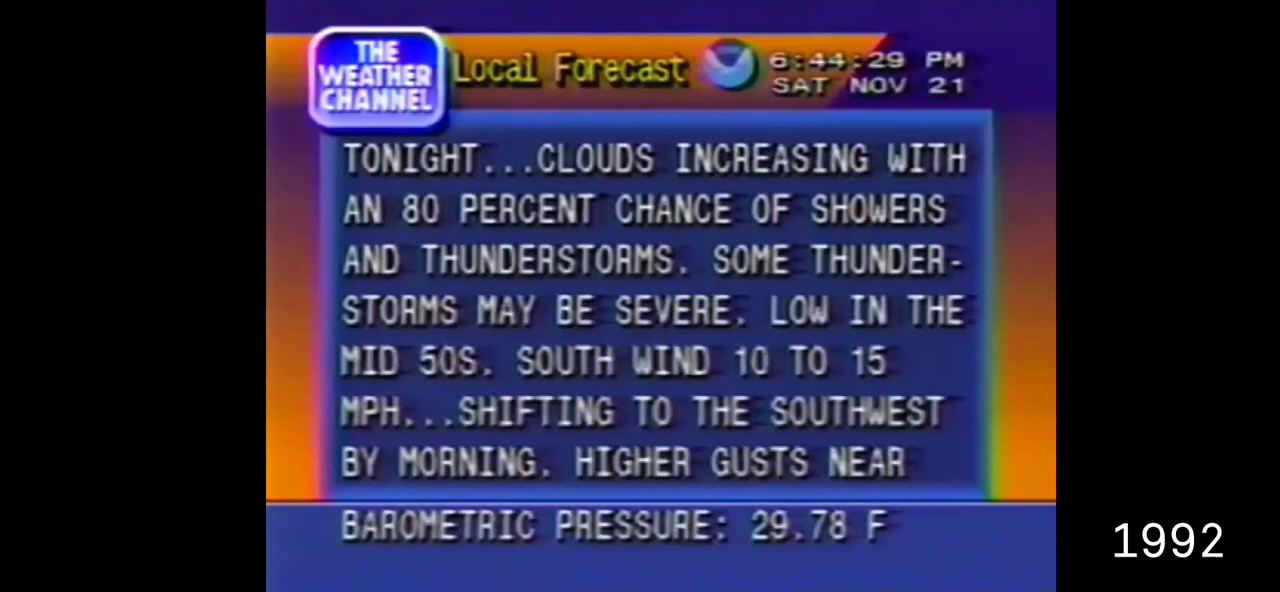 THE
WEATHER
CHANNEL
Local Forecast
6:44:29 PM
SAT NOV 21
TONIGHT...CLOUDS INCREASING WITH
AN 80 PERCENT CHANCE OF SHOWERS
AND THUNDERSTORMS. SOME THUNDER-
STORMS MAY BE SEVERE. LOW IN THE
MID 50S. SOUTH WIND 10 TO 15
MPH...SHIFTING TO THE SOUTHWEST
BY MORNING. HIGHER GUSTS NEAR
BAROMETRIC PRESSURE: 29.78 F
1992